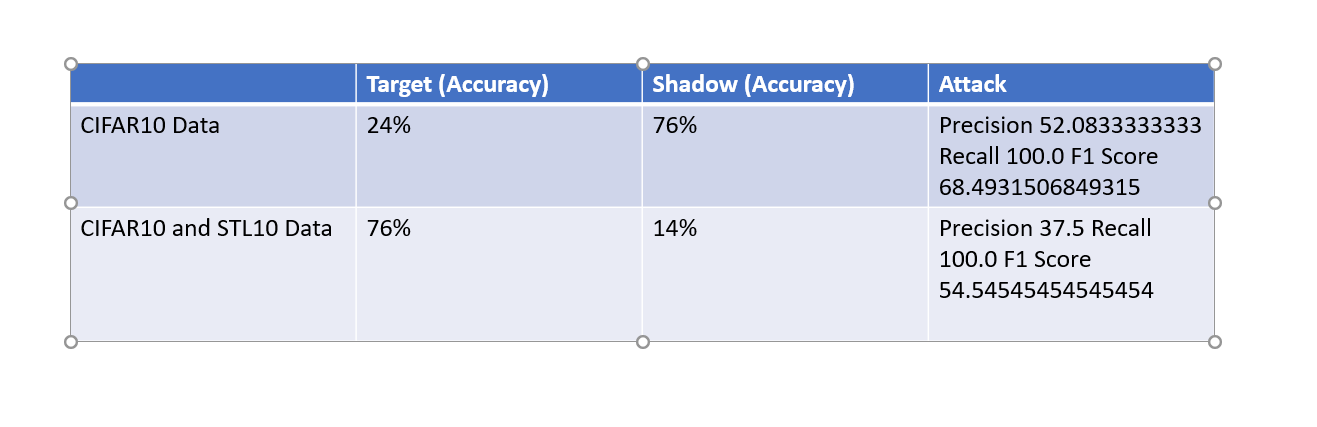 Target (Accuracy) Shadow (Accuracy) Attack
CIFAR10 Data 24% 76% Precision 52.0833333333
Recall 100.0 F1 Score
68.4931506849315
CIFAR10 and STL10 Data 76% 14% Precision 37.5 Recall
100.0 F1 Score
54.54545454545454